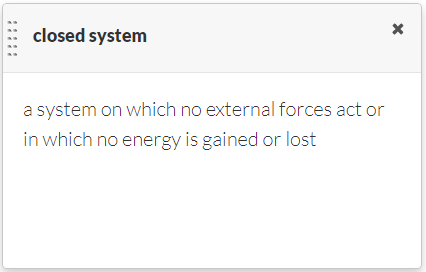 closed system
a system on which no external forces act or
in which no energy is gained or lost